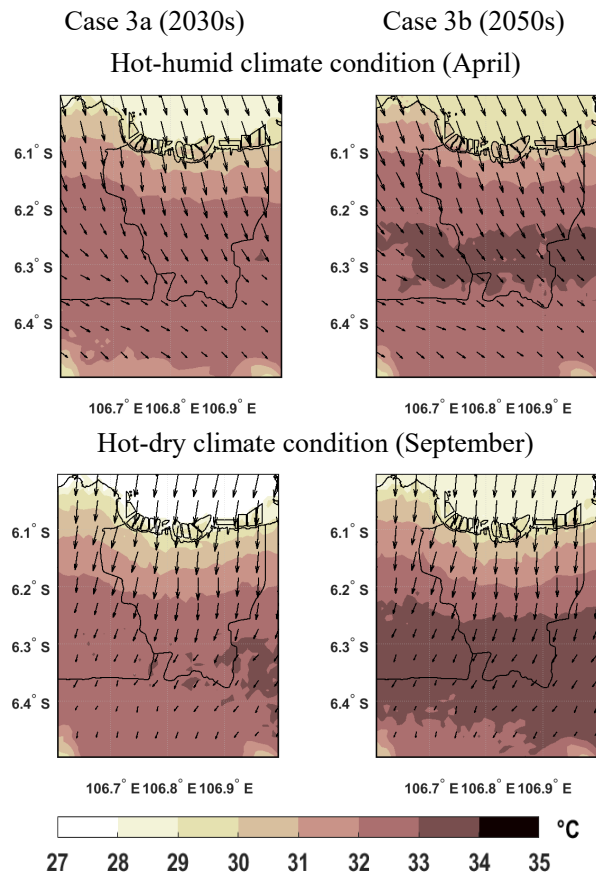 Case 3a (2030s) Case 3b (2050s)
Hot-humid climate condition (April)
6.1° S 6.1° S
6.2° S 6.2° S
6.3° S 6.3° S
6.4° S 6.4° S
106.7° E 106.8° E 106.9° E 106.7° E 106.8° E 106.9° E
Hot-dry climate condition (September)
6.1° S 6.1° S
6.2° S 6.2° S
6.3° S 6.3° S
6.4° S 6.4° S
106.7° E 106.8° E 106.9° E 106.7° E 106.8° E 106.9° E
°C
27 28 29 30 31 32 33 34 35